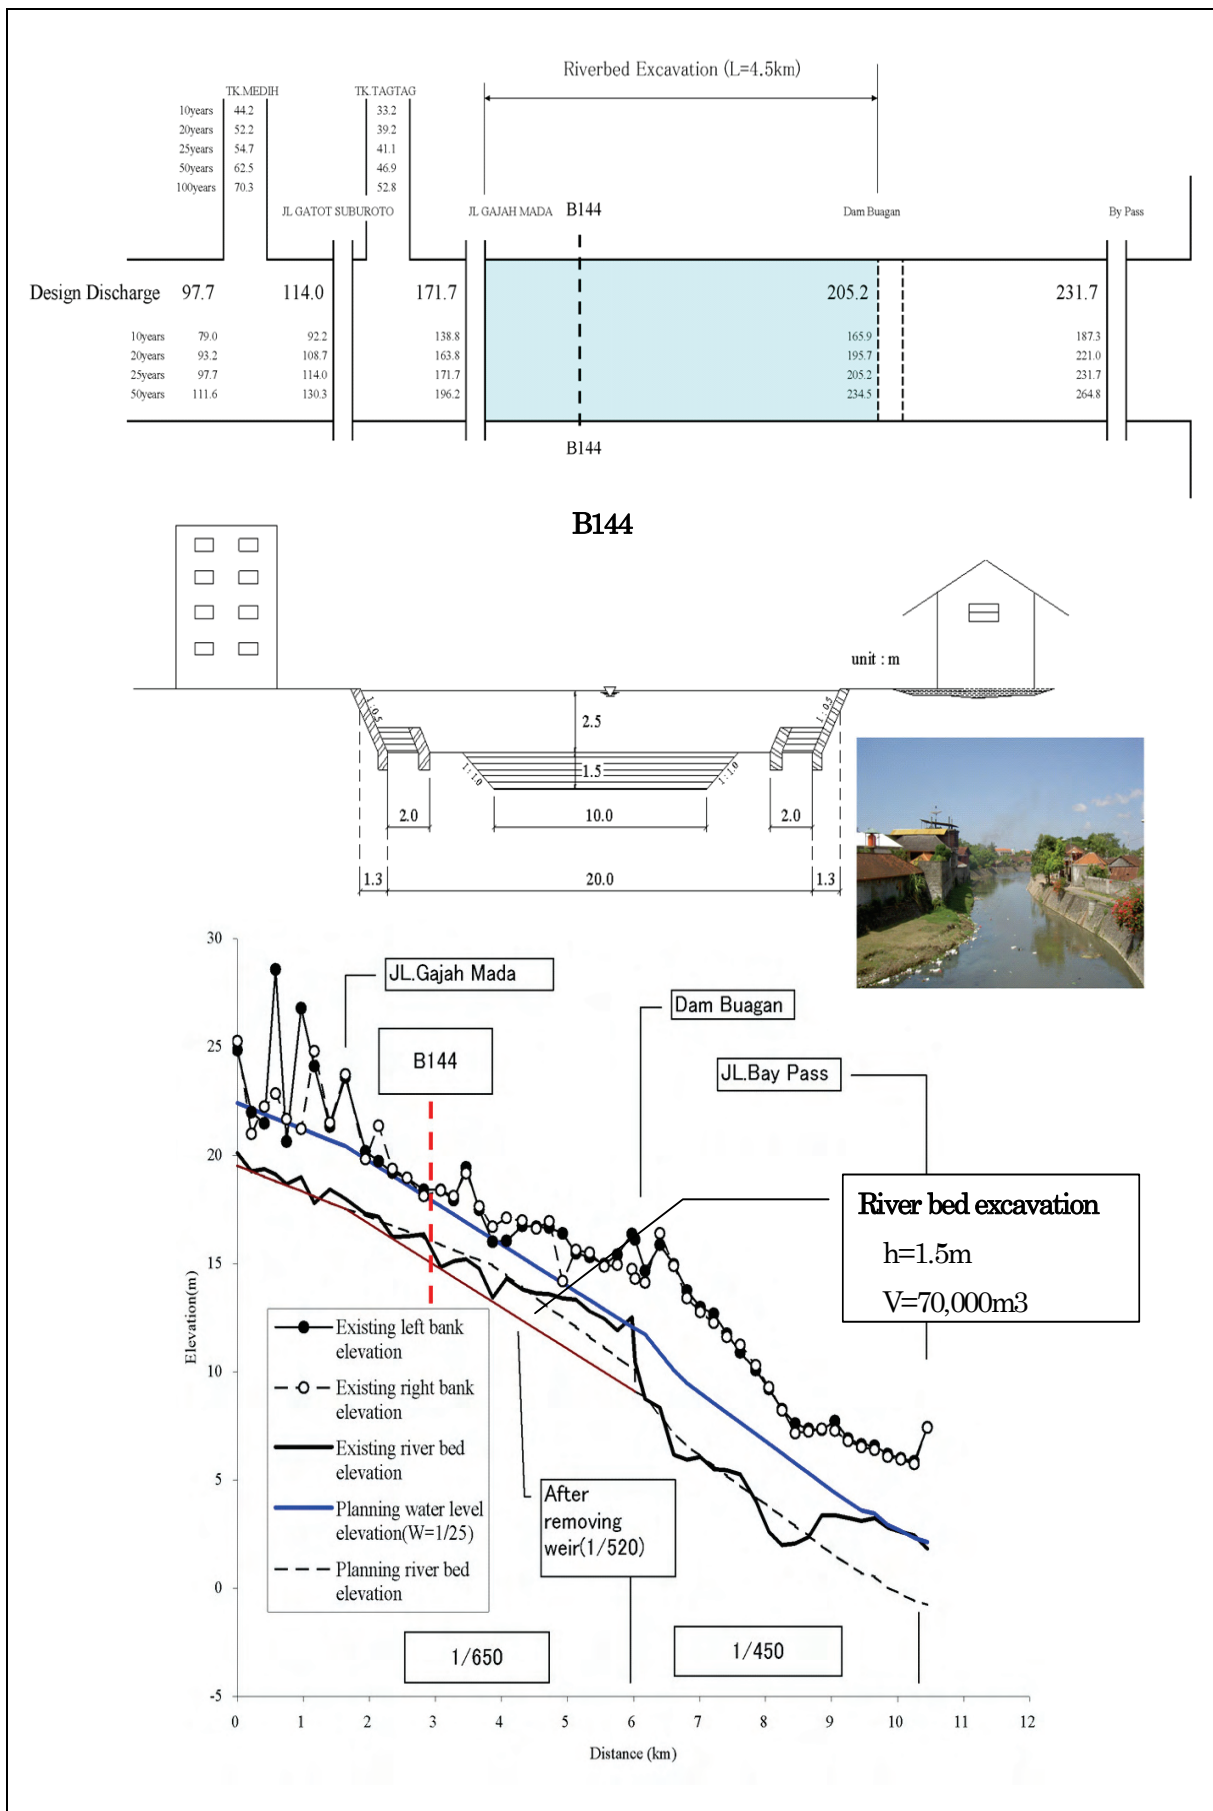 Riverbed Excavation (L=4.5km)
TK.MEDIH TK.TAGTAG
10years 44.2 33.2
20years 52.2 39.2
25years 54.7 41.1
50years 62.5 46.9
100years 70.3 52.8
JL GATOT SUBUROTO JL GAJAH MADA B144 Dam Buagan By Pass
Design Discharge 97.7 114.0 171.7 205.2 231.7
10years 79.0 92.2 138.8 165.9 187.3
20years 93.2 108.7 163.8 195.7 221.0
25years 97.7 114.0 171.7 205.2 231.7
50years 111.6 130.3 196.2 234.5 264.8
B144
B144
unit : m
1:0.5 1:0.5
2.5
1:1.0 1.5 1:1.0
2.0 10.0 2.0
1.3 20.0 1.3
30
25
20
15
10
5
0
-5
Elevation(m)
JL.Gajah Mada
B144
Dam Buagan
JL.Bay Pass
River bed excavation
h=1.5m
V=70,000m3
Existing left bank
elevation
Existing right bank
elevation
Existing river bed
elevation
Planning water level
elevation(W=1/25)
Planning river bed
elevation
After
removing
weir(1/520)
1/650
1/450
0 1 2 3 4 5 6 7 8 9 10 11 12
Distance (km)